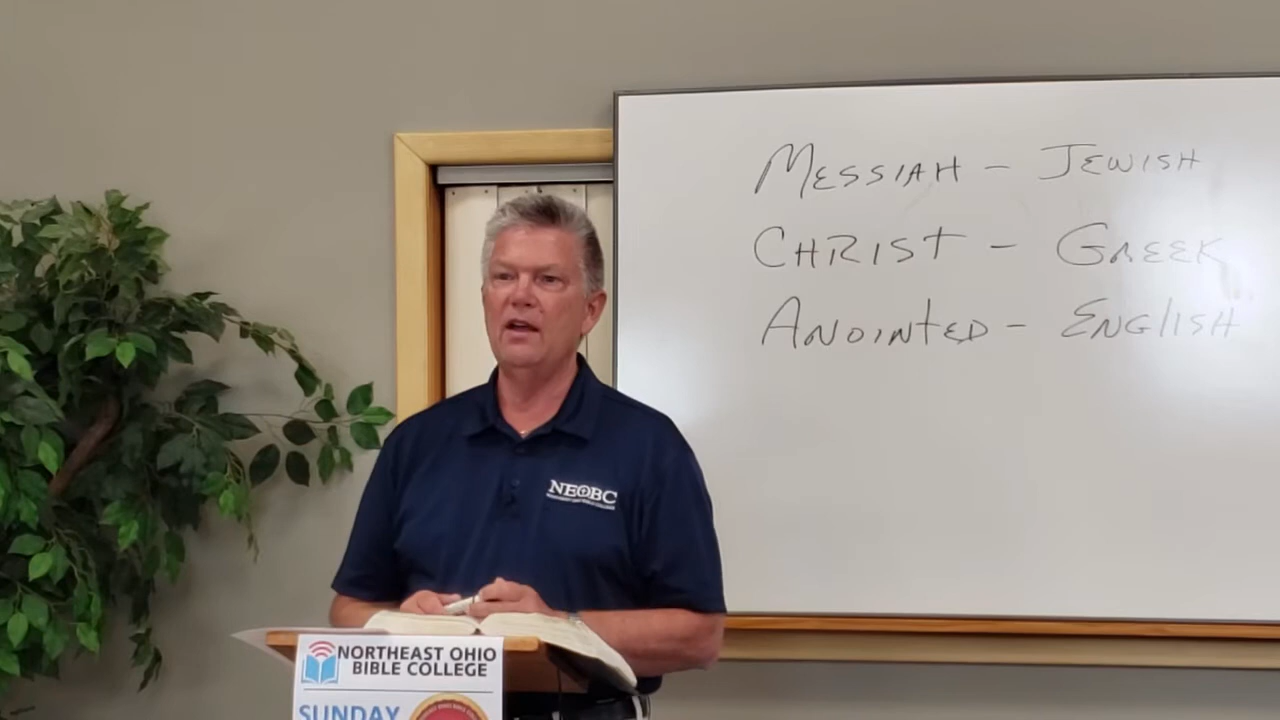 MESSIAH - JEWISH
CHRIST - GREEK
ANOINTED - ENGLISH
NEOBC
NORTHEAST OHIO
BIBLE COLLEGE
SUNDAY